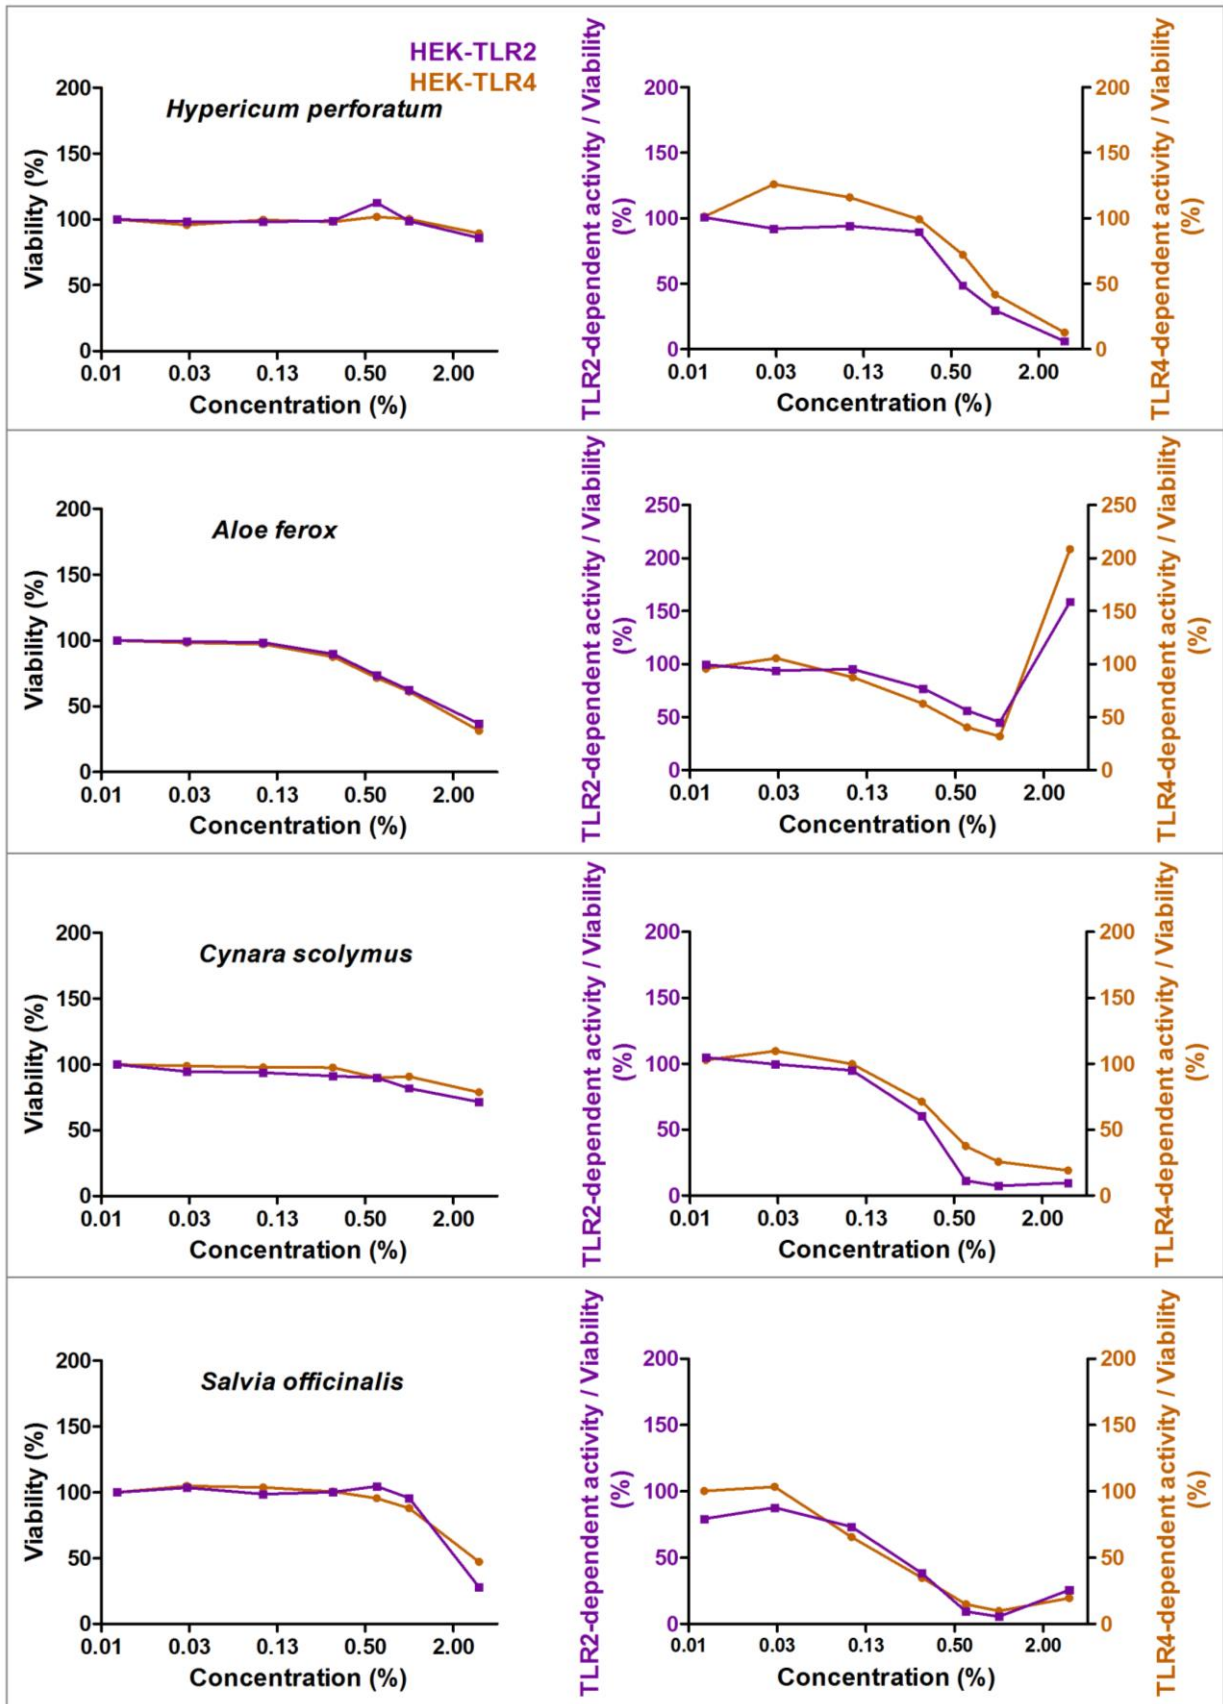 HEK-TLR2
HEK-TLR4
Hypericum perforatum
Viability (%)
200
150
100
50
0
0.01 0.03 0.13 0.50 2.00
Concentration (%)
TLR2-dependent activity / Viability
(%)
200
150
100
50
0
0.01 0.03 0.13 0.50 2.00
Concentration (%)
200
150
100
50
0
TLR4-dependent activity / Viability
(%)
Aloe ferox
Viability (%)
200
150
100
50
0
0.01 0.03 0.13 0.50 2.00
Concentration (%)
TLR2-dependent activity / Viability
(%)
250
200
150
100
50
0
0.01 0.03 0.13 0.50 2.00
Concentration (%)
250
200
150
100
50
0
TLR4-dependent activity / Viability
(%)
Cynara scolymus
Viability (%)
200
150
100
50
0
0.01 0.03 0.13 0.50 2.00
Concentration (%)
TLR2-dependent activity / Viability
(%)
200
150
100
50
0
0.01 0.03 0.13 0.50 2.00
Concentration (%)
200
150
100
50
0
TLR4-dependent activity / Viability
(%)
Salvia officinalis
Viability (%)
200
150
100
50
0
0.01 0.03 0.13 0.50 2.00
Concentration (%)
TLR2-dependent activity / Viability
(%)
200
150
100
50
0
0.01 0.03 0.13 0.50 2.00
Concentration (%)
200
150
100
50
0
TLR4-dependent activity / Viability
(%)